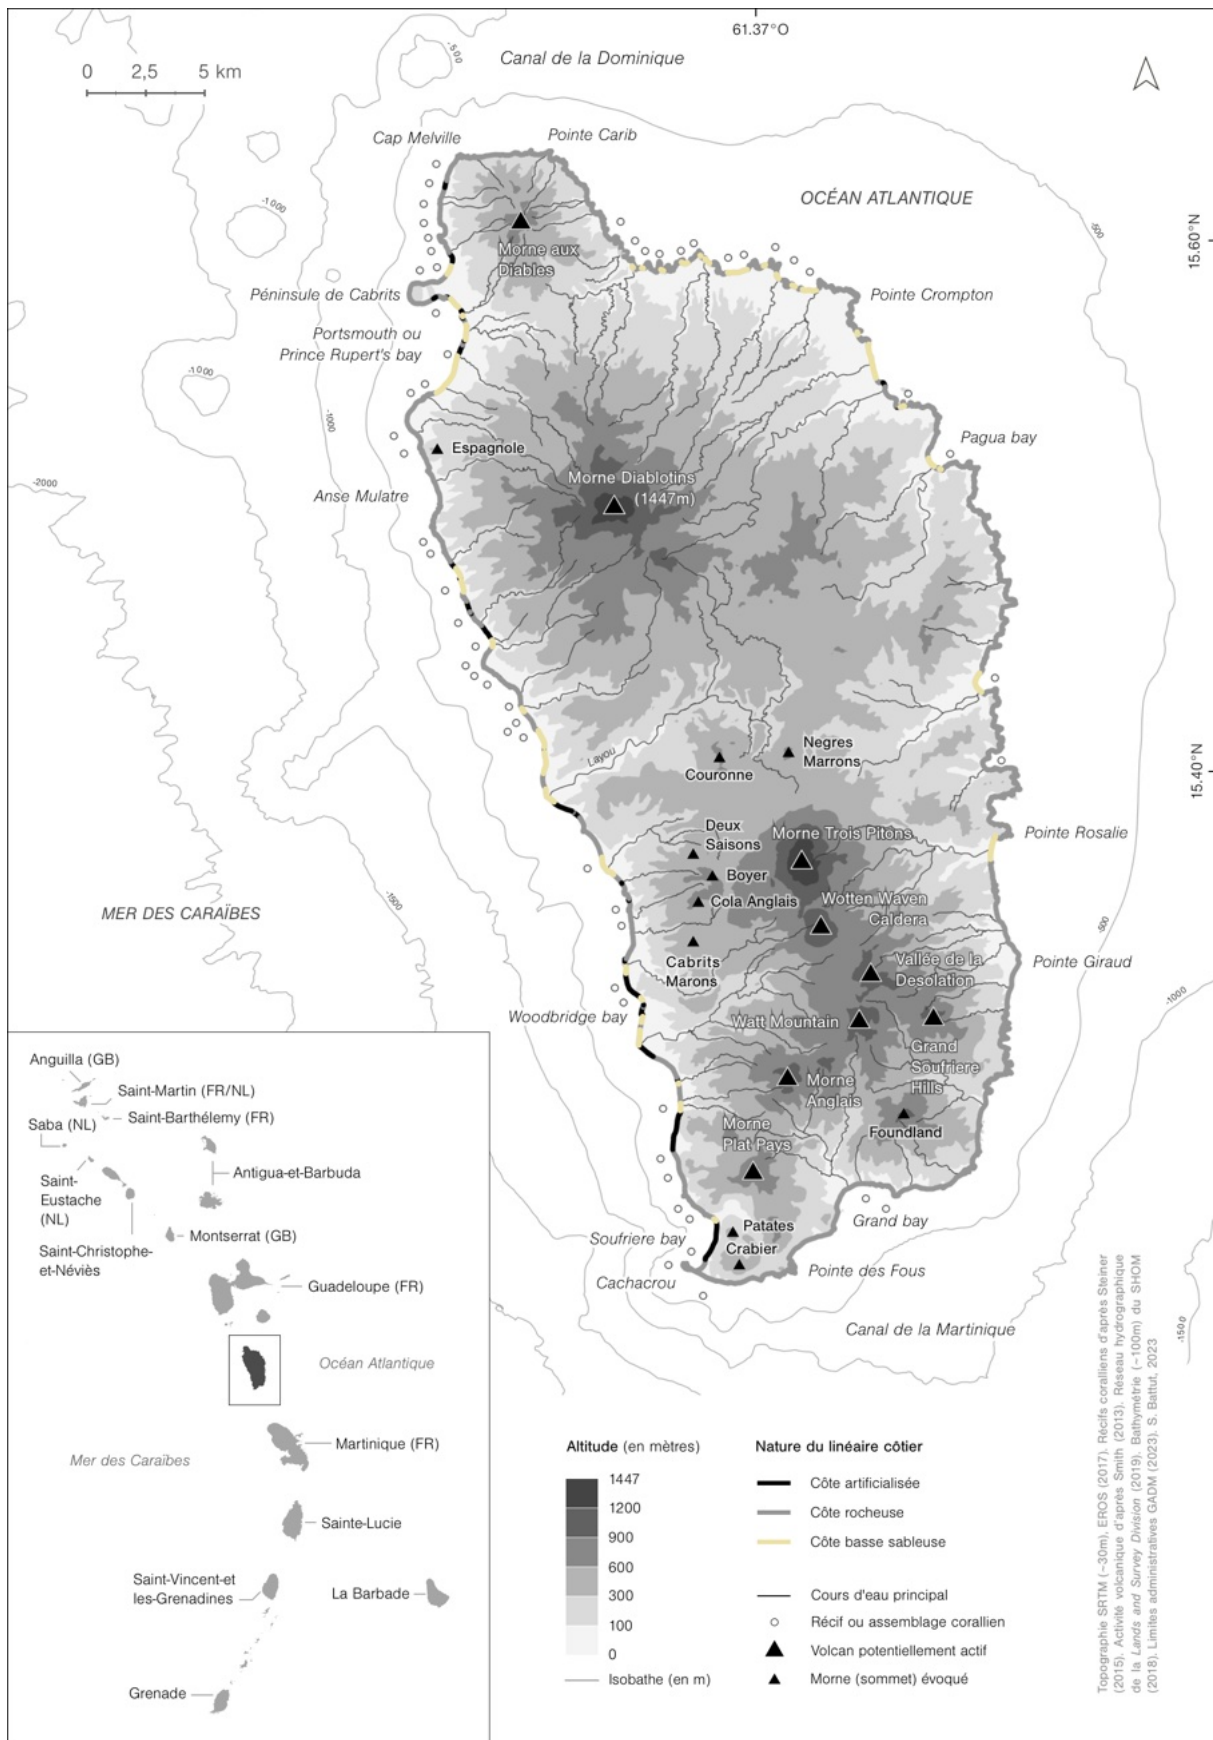 61.37°O
0 2,5 5 km
Canal de la Dominique
-500
Cap Melville
Pointe Carib
OCÉAN ATLANTIQUE
-1000
-500
15.60°N
Morne aux
Diables
Péninsule de Cabrits
Pointe Crompton
Portsmouth ou
Prince Rupert's bay
-1000
-1000
Espagnole
Pagua bay
Morne Diablotins
(1447m)
-2000
Anse Mulatre
Layou
Negres
Marrons
Couronne
15.40°N
Deux
Saisons
Morne Trois Pitons
Pointe Rosalie
Boyer
-1500
Cola Anglais
Wotten Waven
Caldera
MER DES CARAÏBES
-500
Cabrits
Marons
Vallée de la
Desolation
Pointe Giraud
-1000
Woodbridge bay
Watt Mountain
Grand
Soufriere
Hills
Morne
Anglais
Morne
Plat Pays
Foundland
Patates
Grand bay
Soufriere bay
Crabier
Cachacrou
Pointe des Fous
Canal de la Martinique
-1500
Anguilla (GB)
Saint-Martin (FR/NL)
Saint-Barthélemy (FR)
Saba (NL)
Antigua-et-Barbuda
Saint-
Eustache
(NL)
Montserrat (GB)
Saint-Christophe-
et-Néviès
Guadeloupe (FR)
Océan Atlantique
Martinique (FR)
Mer des Caraïbes
Sainte-Lucie
Saint-Vincent-et
les-Grenadines
La Barbade
Grenade
Altitude (en mètres)
1447
1200
900
600
300
100
0
Isobathe (en m)
Nature du linéaire côtier
Côte artificialisée
Côte rocheuse
Côte basse sableuse
Cours d'eau principal
Récif ou assemblage corallien
Volcan potentiellement actif
Morne (sommet) évoqué
Topographie SRTM (~30m), EROS (2017). Récifs coralliens d'après Steiner
(2015). Activité volcanique d'après Smith (2013). Réseau hydrographique
de la Lands and Survey Division (2019). Bathymétrie (~100m) du SHOM
(2018). Limites administratives GADM (2023). S. Battut, 2023